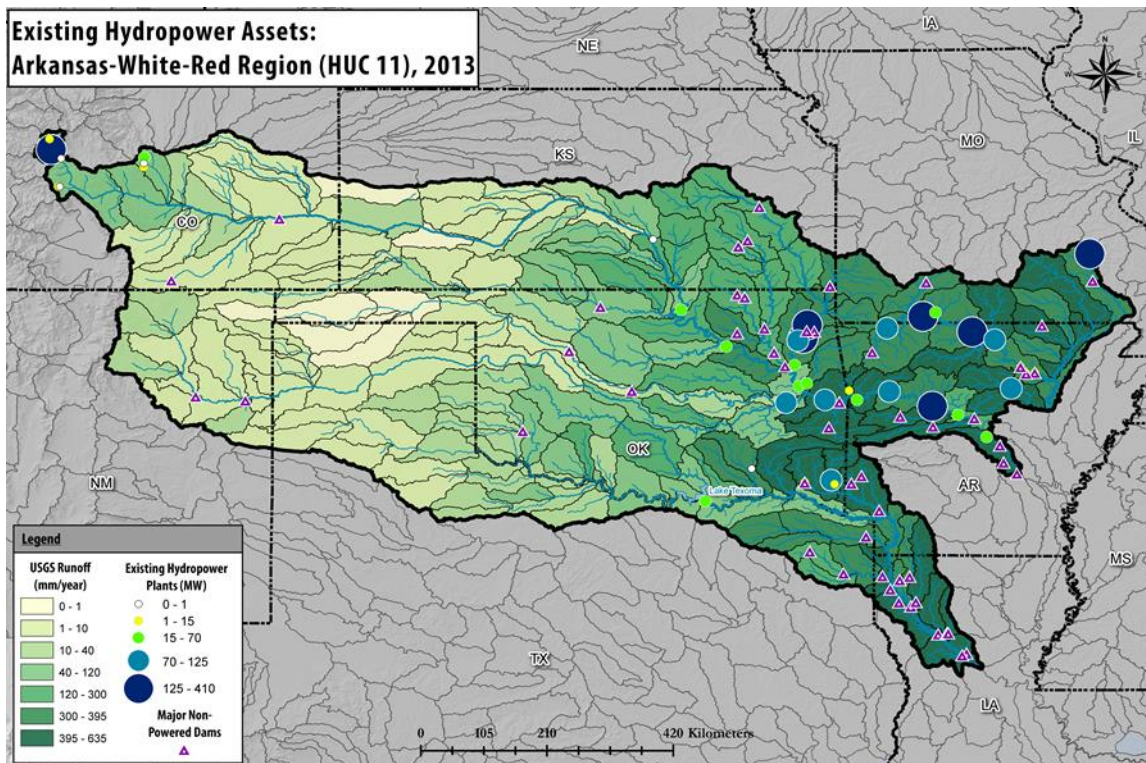 Existing Hydropower Assets:
Arkansas-White-Red Region (HUC 11), 2013
N
W
E
S
IA
NE
MO
IL
KS
CO
OK
Lake Texoma
NM
AR
MS
TX
LA
Legend
USGS Runoff
(mm/year)
0 - 1
1 - 10
10 - 40
40 - 120
120 - 300
300 - 395
395 - 635
Existing Hydropower
Plants (MW)
0 - 1
1 - 15
15 - 70
70 - 125
125 - 410
Major Non-
Powered Dams
0 105 210 420 Kilometers